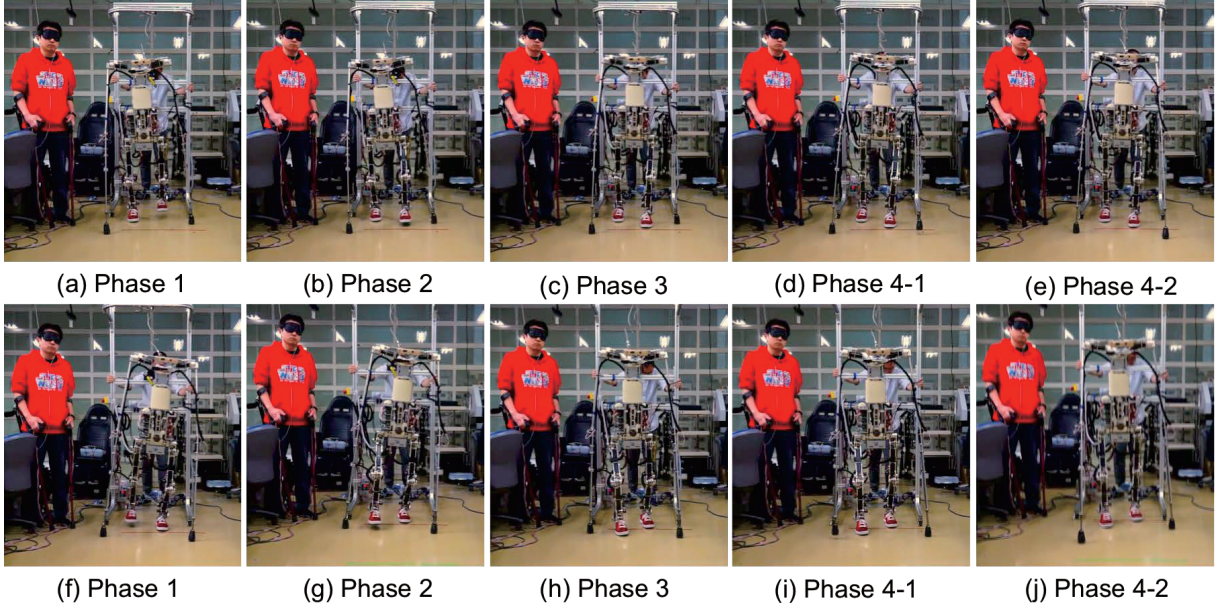 (a) Phase 1
(b) Phase 2
(c) Phase 3
(d) Phase 4-1
(e) Phase 4-2
(f) Phase 1
(g) Phase 2
(h) Phase 3
(i) Phase 4-1
(j) Phase 4-2